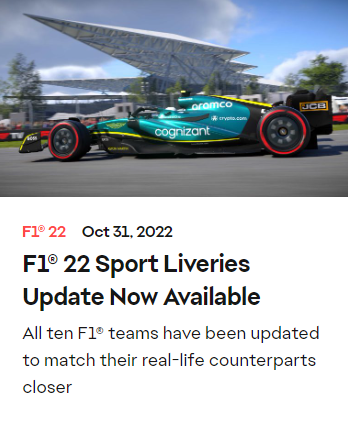 aramco
cognizant
crypto.com
JCB
F1® 22 Oct 31, 2022
F1® 22 Sport Liveries
Update Now Available
All ten F1® teams have been updated
to match their real-life counterparts
closer